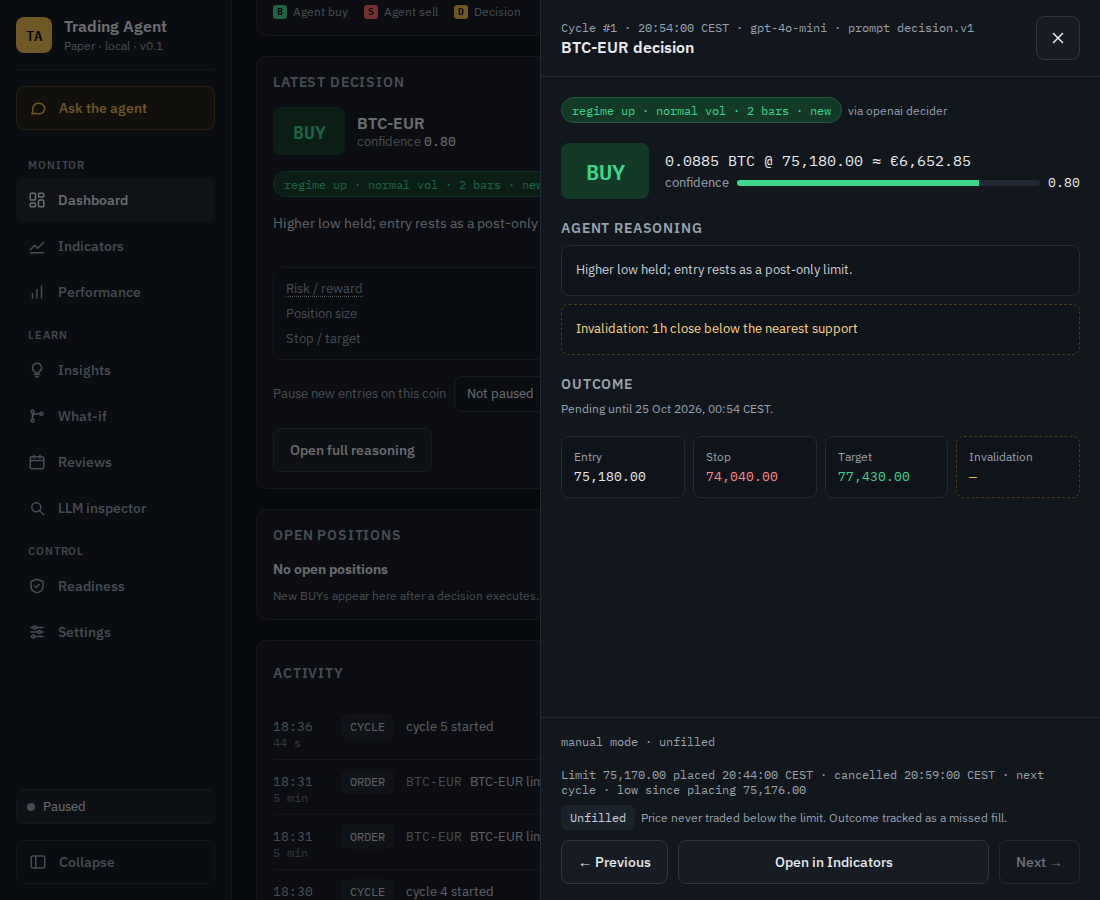 TA
Trading Agent
Paper · local · v0.1
Ask the agent
MONITOR
Dashboard
Indicators
Performance
LEARN
Insights
What-if
Reviews
LLM inspector
CONTROL
Readiness
Settings
Paused
Collapse
B Agent buy S Agent sell D Decision
LATEST DECISION
BUY
BTC-EUR
confidence 0.80
regime up · normal vol · 2 bars · new
Higher low held; entry rests as a post-only
Risk / reward
Position size
Stop / target
Pause new entries on this coin Not paused
Open full reasoning
OPEN POSITIONS
No open positions
New BUYs appear here after a decision executes.
ACTIVITY
18:36 CYCLE cycle 5 started
44 s
18:31 ORDER BTC-EUR BTC-EUR lim
5 min
18:31 ORDER BTC-EUR BTC-EUR lim
5 min
18:30 CYCLE cycle 4 started
Cycle #1 · 20:54:00 CEST · gpt-4o-mini · prompt decision.v1
BTC-EUR decision
regime up · normal vol · 2 bars · new via openai decider
BUY
0.0885 BTC @ 75,180.00 ≈ €6,652.85
confidence 0.80
AGENT REASONING
Higher low held; entry rests as a post-only limit.
Invalidation: 1h close below the nearest support
OUTCOME
Pending until 25 Oct 2026, 00:54 CEST.
Entry
75,180.00
Stop
74,040.00
Target
77,430.00
Invalidation
—
manual mode · unfilled
Limit 75,170.00 placed 20:44:00 CEST · cancelled 20:59:00 CEST · next
cycle · low since placing 75,176.00
Unfilled Price never traded below the limit. Outcome tracked as a missed fill.
← Previous
Open in Indicators
Next →